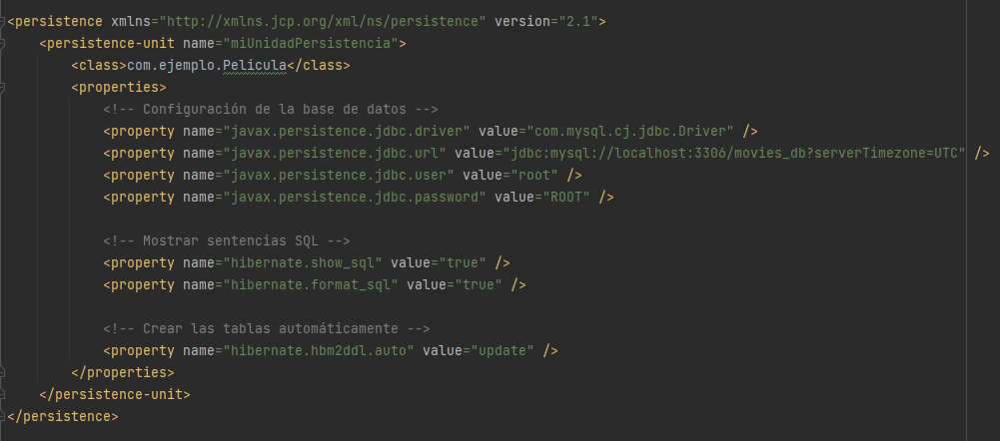 <persistence xmlns="http://xmlns.jcp.org/xml/ns/persistence" version="2.1">
    <persistence-unit name="miUnidadPersistencia">
        <class>com.ejemplo.Pelicula</class>
        <properties>
            <!-- Configuración de la base de datos -->
            <property name="javax.persistence.jdbc.driver" value="com.mysql.cj.jdbc.Driver" />
            <property name="javax.persistence.jdbc.url" value="jdbc:mysql://localhost:3306/movies_db?serverTimezone=UTC" />
            <property name="javax.persistence.jdbc.user" value="root" />
            <property name="javax.persistence.jdbc.password" value="ROOT" />

            <!-- Mostrar sentencias SQL -->
            <property name="hibernate.show_sql" value="true" />
            <property name="hibernate.format_sql" value="true" />

            <!-- Crear las tablas automáticamente -->
            <property name="hibernate.hbm2ddl.auto" value="update" />
        </properties>
    </persistence-unit>
</persistence>